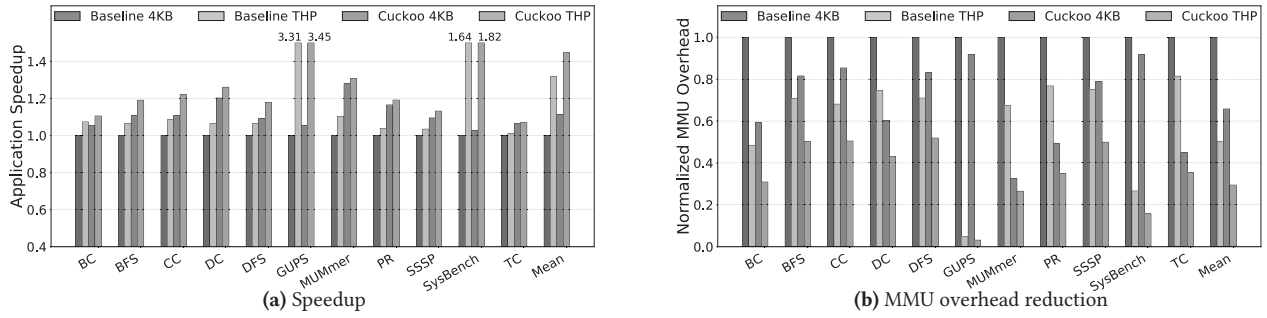 Baseline 4KB Baseline THP Cuckoo 4KB Cuckoo THP
3.31 3.45 1.64 1.82
1.4
1.2
1.0
0.8
0.6
0.4
Application Speedup
BC BFS CC DC DFS GUPS MUMmer PR SSSP SysBench TC Mean
(a) Speedup
Baseline 4KB Baseline THP Cuckoo 4KB Cuckoo THP
1.0
0.8
0.6
0.4
0.2
0.0
Normalized MMU Overhead
BC BFS CC DC DFS GUPS MUMmer PR SSSP SysBench TC Mean
(b) MMU overhead reduction